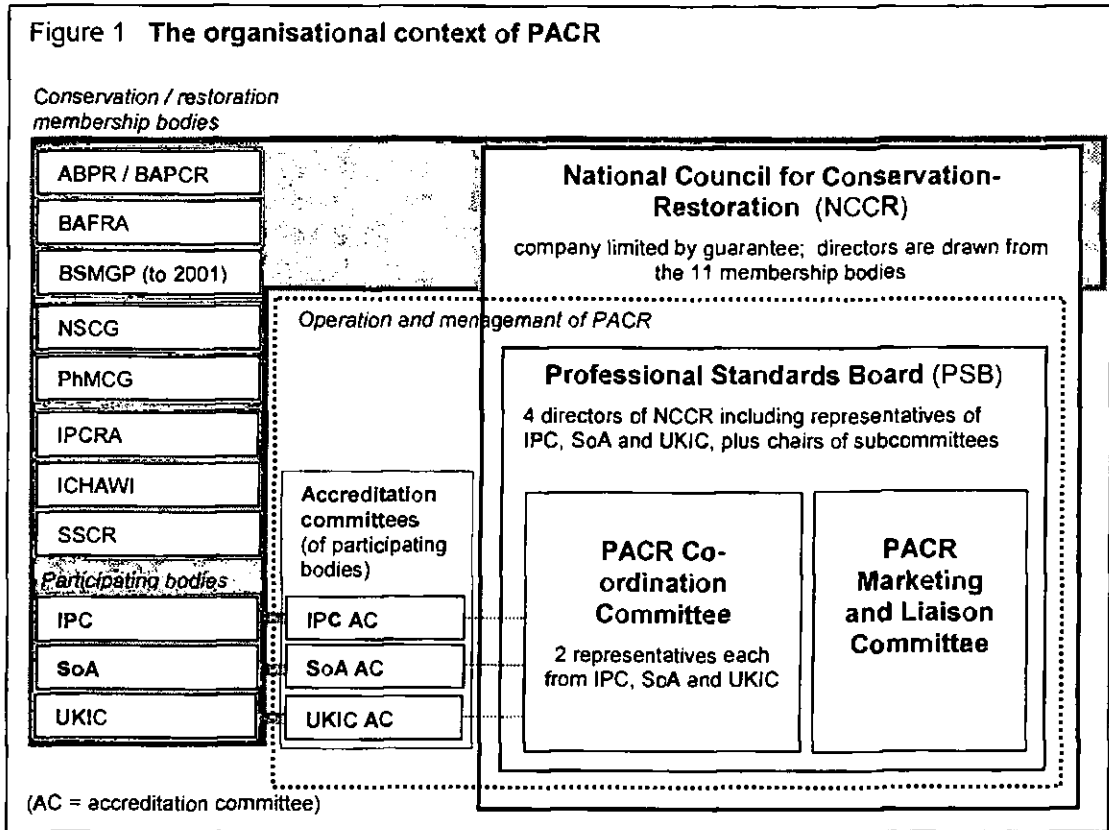 Figure 1 The organisational context of PACR
Conservation / restoration
membership bodies
ABPR / BAPCR
BAFRA
BSMGP (to 2001)
NSCG
PhMCG
IPCRA
ICHAWI
SSCR
Participating bodies
IPC
SoA
UKIC
National Council for Conservation-
Restoration (NCCR)
company limited by guarantee; directors are drawn from
the 11 membership bodies
Operation and menagement of PACR
Professional Standards Board (PSB)
4 directors of NCCR including representatives of
IPC, SoA and UKIC, plus chairs of subcommittees
Accreditation
committees
(of participating
bodies)
IPC AC
SoA AC
UKIC AC
PACR Co-
ordination
Committee
2 representatives each
from IPC, SoA and UKIC
PACR
Marketing
and Liaison
Committee
(AC = accreditation committee)